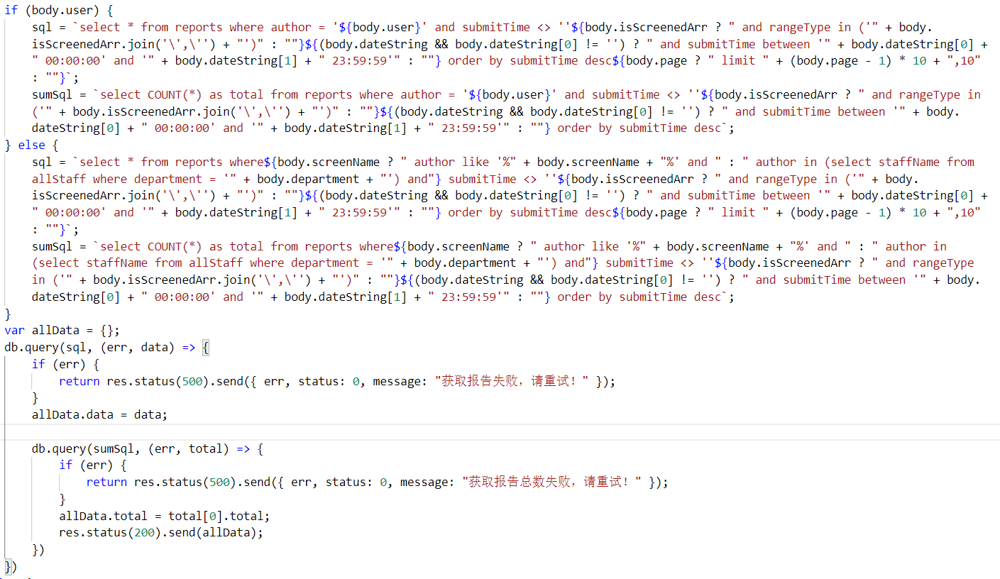 if (body.user) {
sql = `select * from reports where author = '${body.user}' and submitTime <> ''${body.isScreenedArr ? " and rangeType in ('" + body.
isScreenedArr.join('\',\'') + "')" : ""}${(body.dateString && body.dateString[0] != '') ? " and submitTime between '" + body.dateString[0] +
" 00:00:00' and '" + body.dateString[1] + " 23:59:59'" : ""} order by submitTime desc${body.page ? " limit " + (body.page - 1) * 10 + ",10"
: ""}`;
sumSql = `select COUNT(*) as total from reports where author = '${body.user}' and submitTime <> ''${body.isScreenedArr ? " and rangeType in
('" + body.isScreenedArr.join('\',\'') + "')" : ""}${(body.dateString && body.dateString[0] != '') ? " and submitTime between '" + body.
dateString[0] + " 00:00:00' and '" + body.dateString[1] + " 23:59:59'" : ""} order by submitTime desc`;
} else {
sql = `select * from reports where${body.screenName ? " author like '%" + body.screenName + "%' and " : " author in (select staffName from
allStaff where department = '" + body.department + "') and"} submitTime <> ''${body.isScreenedArr ? " and rangeType in ('" + body.
isScreenedArr.join('\',\'') + "')" : ""}${(body.dateString && body.dateString[0] != '') ? " and submitTime between '" + body.dateString[0] +
" 00:00:00' and '" + body.dateString[1] + " 23:59:59'" : ""} order by submitTime desc${body.page ? " limit " + (body.page - 1) * 10 + ",10"
: ""}`;
sumSql = `select COUNT(*) as total from reports where${body.screenName ? " author like '%" + body.screenName + "%' and " : " author in
(select staffName from allStaff where department = '" + body.department + "') and"} submitTime <> ''${body.isScreenedArr ? " and rangeType
in ('" + body.isScreenedArr.join('\',\'') + "')" : ""}${(body.dateString && body.dateString[0] != '') ? " and submitTime between '" + body.
dateString[0] + " 00:00:00' and '" + body.dateString[1] + " 23:59:59'" : ""} order by submitTime desc`;
}
var allData = {};
db.query(sql, (err, data) => {
if (err) {
return res.status(500).send({ err, status: 0, message: "获取报告失败，请重试！" });
}
allData.data = data;
db.query(sumSql, (err, total) => {
if (err) {
return res.status(500).send({ err, status: 0, message: "获取报告总数失败，请重试！" });
}
allData.total = total[0].total;
res.status(200).send(allData);
})
})